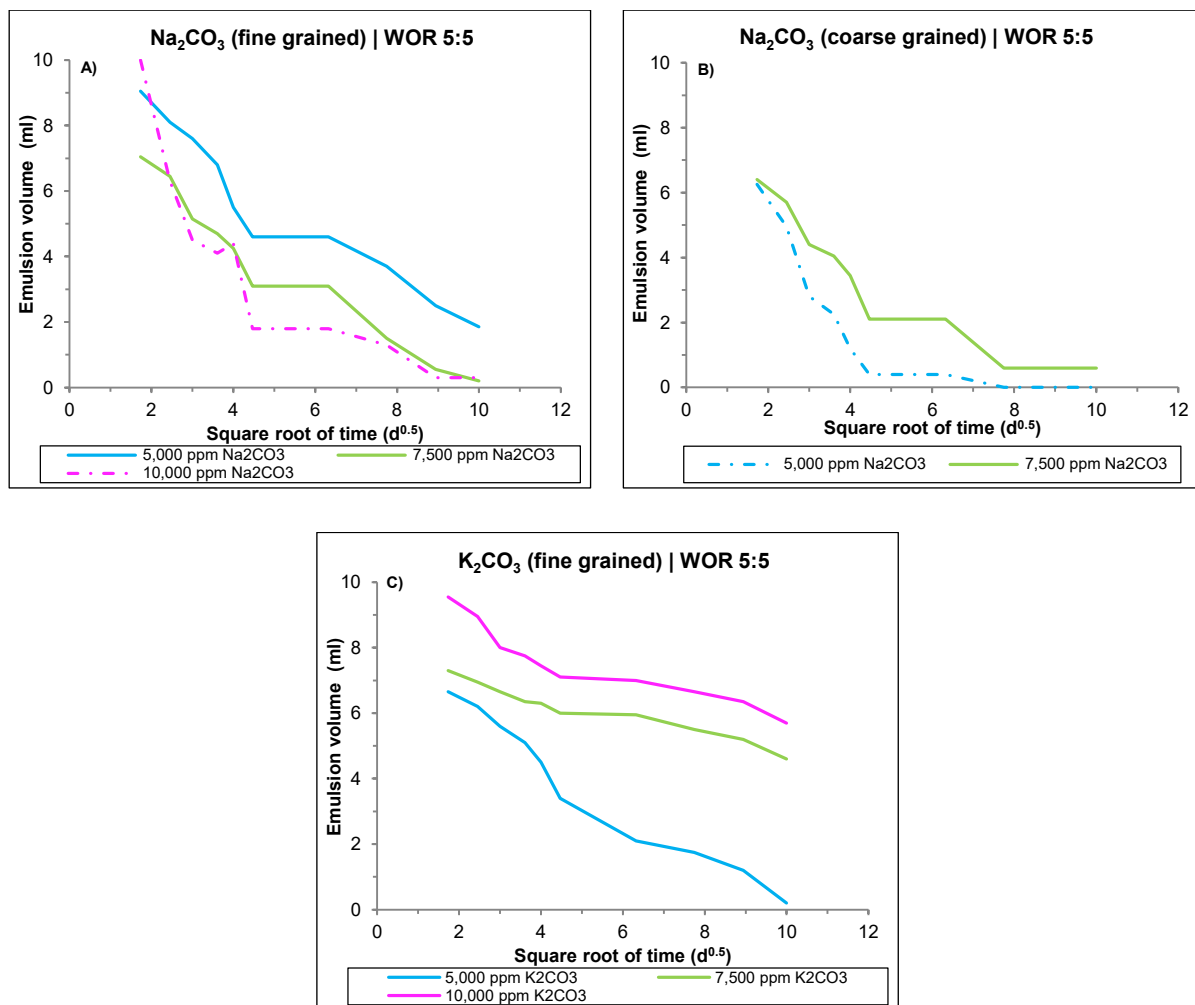 Na₂CO₃ (fine grained) | WOR 5:5
A)
10
8
6
4
2
0
Emulsion volume (ml)
0 2 4 6 8 10 12
Square root of time (d⁰·⁵)
5,000 ppm Na2CO3 7,500 ppm Na2CO3
10,000 ppm Na2CO3
Na₂CO₃ (coarse grained) | WOR 5:5
B)
10
8
6
4
2
0
Emulsion volume (ml)
0 2 4 6 8 10 12
Square root of time (d⁰·⁵)
5,000 ppm Na2CO3 7,500 ppm Na2CO3
K₂CO₃ (fine grained) | WOR 5:5
C)
10
8
6
4
2
0
Emulsion volume (ml)
0 2 4 6 8 10 12
Square root of time (d⁰·⁵)
5,000 ppm K2CO3 7,500 ppm K2CO3
10,000 ppm K2CO3